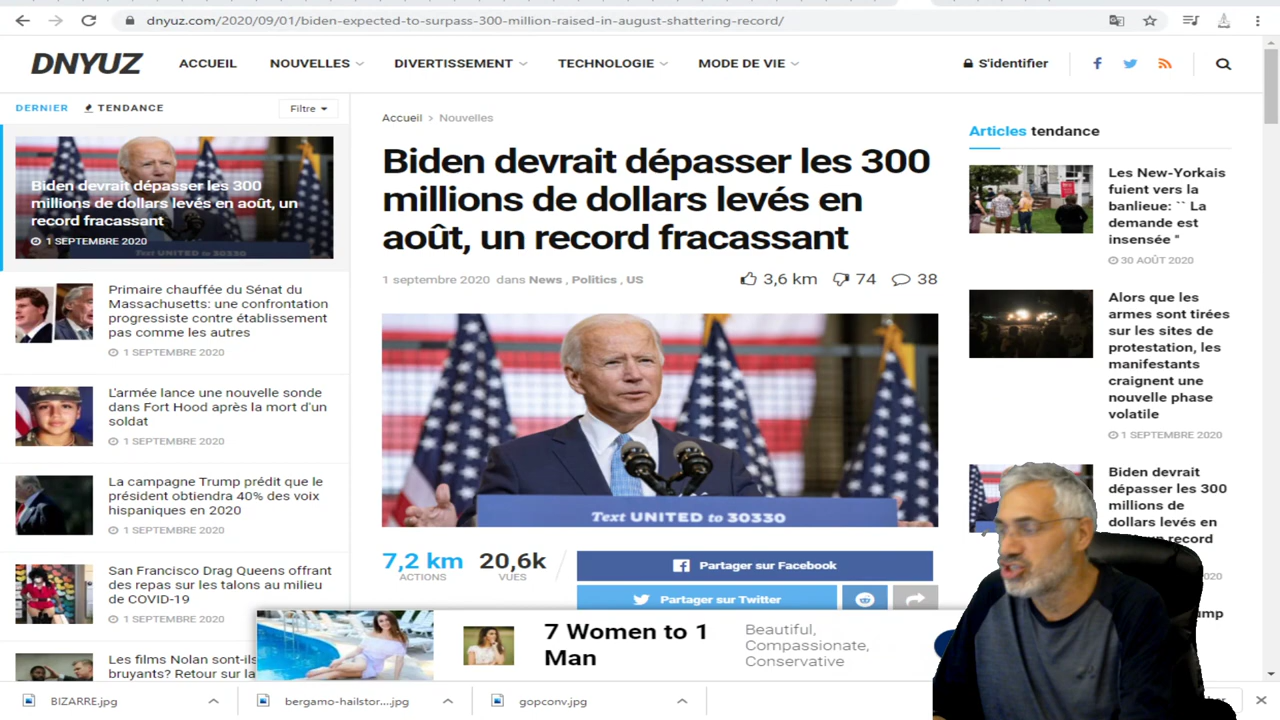 dnyuz.com/2020/09/01/biden-expected-to-surpass-300-million-raised-in-august-shattering-record/
DNYUZ
ACCUEIL
NOUVELLES
DIVERTISSEMENT
TECHNOLOGIE
MODE DE VIE
S'identifier
DERNIER
TENDANCE
Filtre
Biden devrait dépasser les 300
millions de dollars levés en août, un
record fracassant
1 SEPTEMBRE 2020
Text UNITED to 30330
Primaire chauffée du Sénat du
Massachusetts: une confrontation
progressiste contre établissement
pas comme les autres
1 SEPTEMBRE 2020
L'armée lance une nouvelle sonde
dans Fort Hood après la mort d'un
soldat
1 SEPTEMBRE 2020
La campagne Trump prédit que le
président obtiendra 40% des voix
hispaniques en 2020
1 SEPTEMBRE 2020
San Francisco Drag Queens offrant
des repas sur les talons au milieu
de COVID-19
1 SEPTEMBRE 2020
Les films Nolan sont-ils
bruyants? Retour sur la
Accueil > Nouvelles
Biden devrait dépasser les 300
millions de dollars levés en
août, un record fracassant
1 septembre 2020 dans News , Politics , US
3,6 km
74
38
Text UNITED to 30330
7,2 km
ACTIONS
20,6k
VUES
Partager sur Facebook
Partager sur Twitter
7 Women to 1
Man
Beautiful,
Compassionate,
Conservative
Articles tendance
Les New-Yorkais
fuient vers la
banlieue: `` La
demande est
insensée "
30 AOÛT 2020
Alors que les
armes sont tirées
sur les sites de
protestation, les
manifestants
craignent une
nouvelle phase
volatile
1 SEPTEMBRE 2020
Biden devrait
dépasser les 300
millions de
dollars levés en
record
BIZARRE.jpg
bergamo-hailstor....jpg
gopconv.jpg